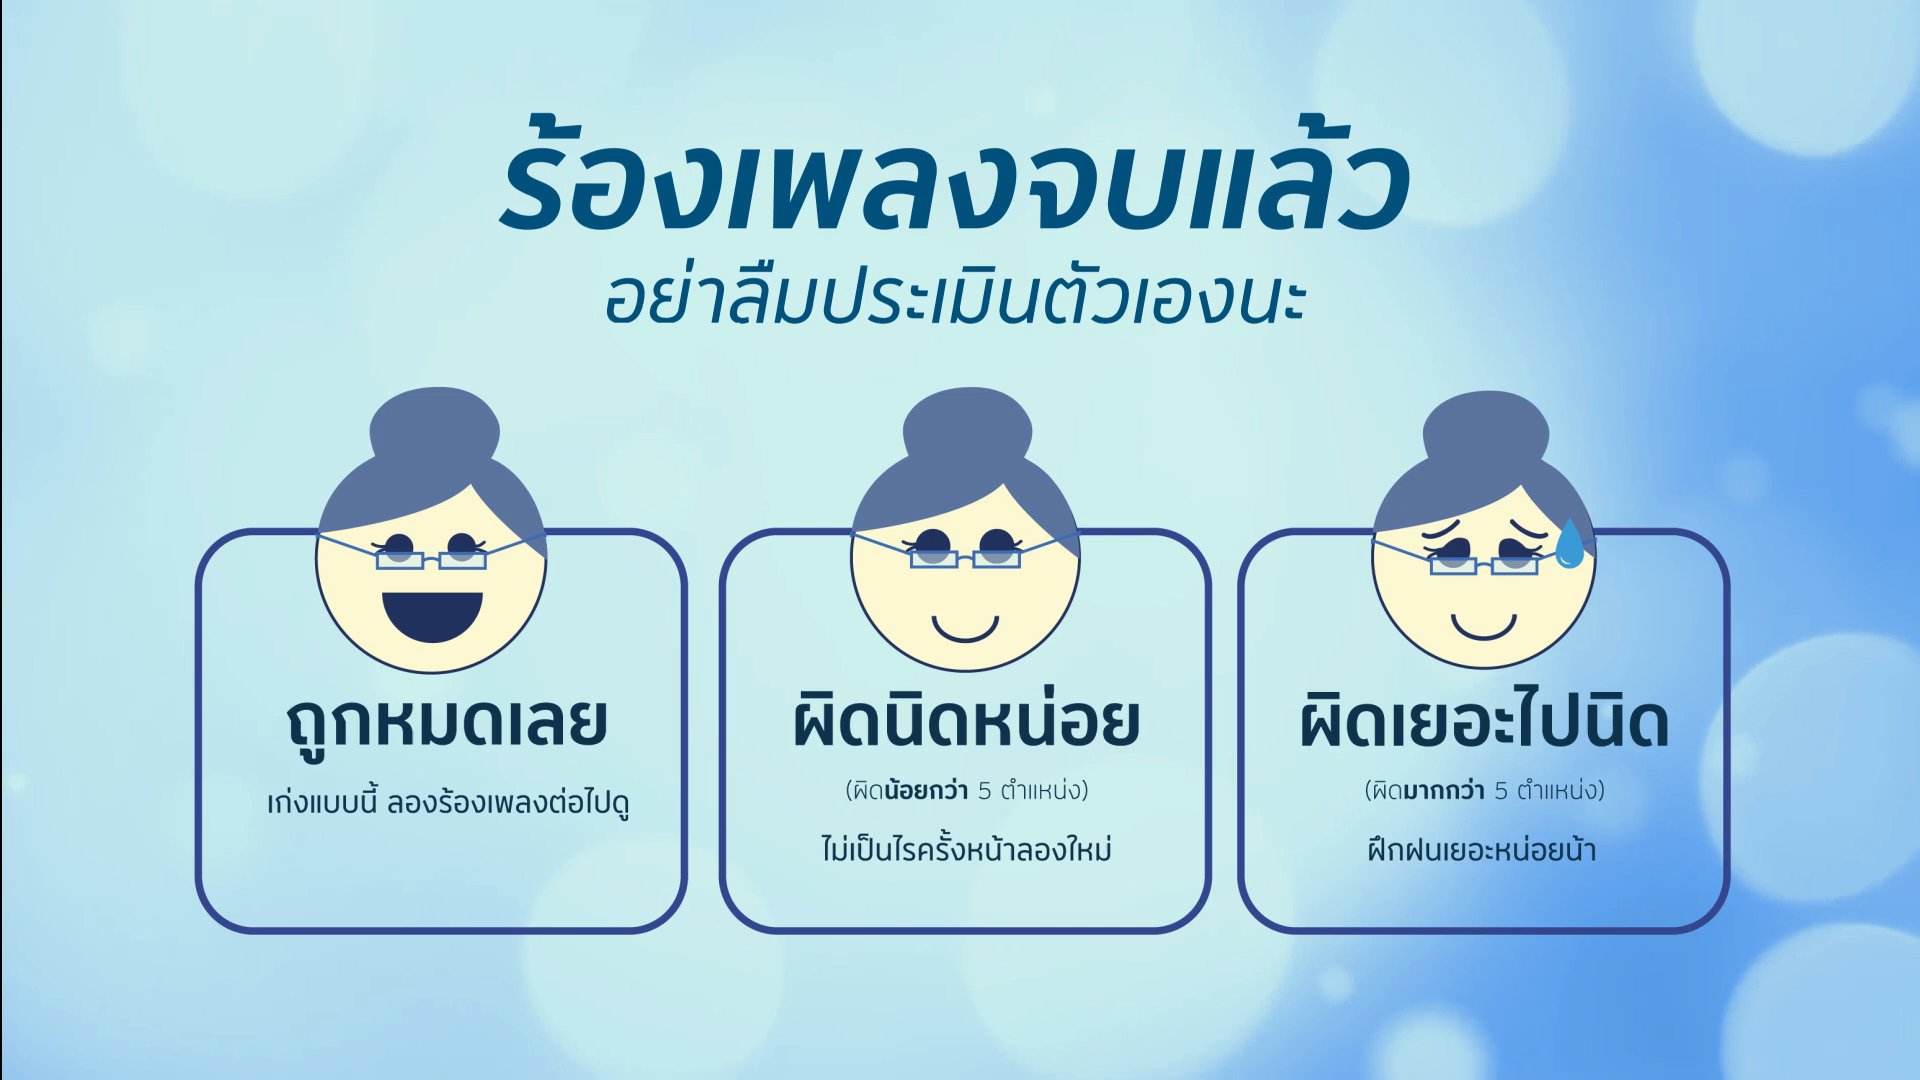 ร้องเพลงจบแล้ว
อย่าลืมประเมินตัวเองนะ
ถูกหมดเลย
เก่งแบบนี้ ลองร้องเพลงต่อไปดู
ผิดนิดหน่อย
(ผิดน้อยกว่า 5 ตำแหน่ง)
ไม่เป็นไรครั้งหน้าลองใหม่
ผิดเยอะไปนิด
(ผิดมากกว่า 5 ตำแหน่ง)
ฝึกฝนเยอะหน่อยน้า